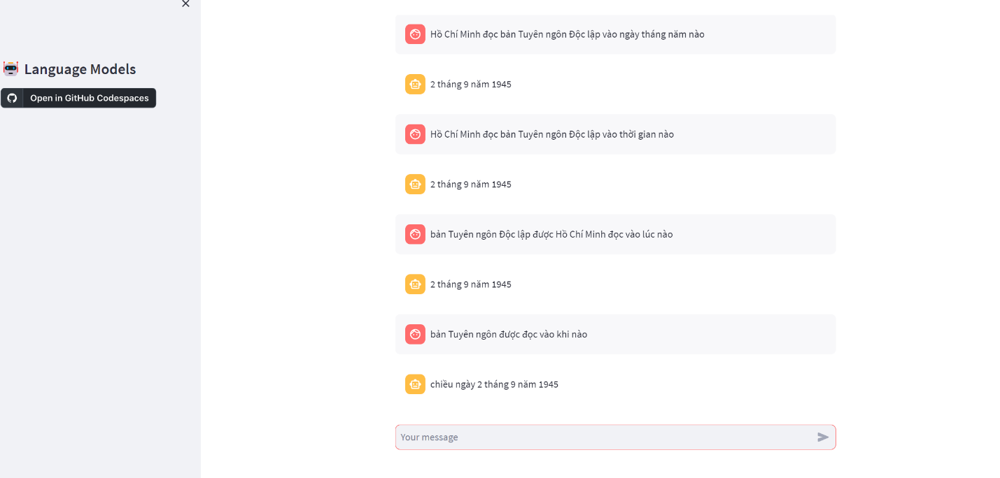 Language Models
Open in GitHub Codespaces
Hồ Chí Minh đọc bản Tuyên ngôn Độc lập vào ngày tháng năm nào
2 tháng 9 năm 1945
Hồ Chí Minh đọc bản Tuyên ngôn Độc lập vào thời gian nào
2 tháng 9 năm 1945
bản Tuyên ngôn Độc lập được Hồ Chí Minh đọc vào lúc nào
2 tháng 9 năm 1945
bản Tuyên ngôn được đọc vào khi nào
chiều ngày 2 tháng 9 năm 1945
Your message